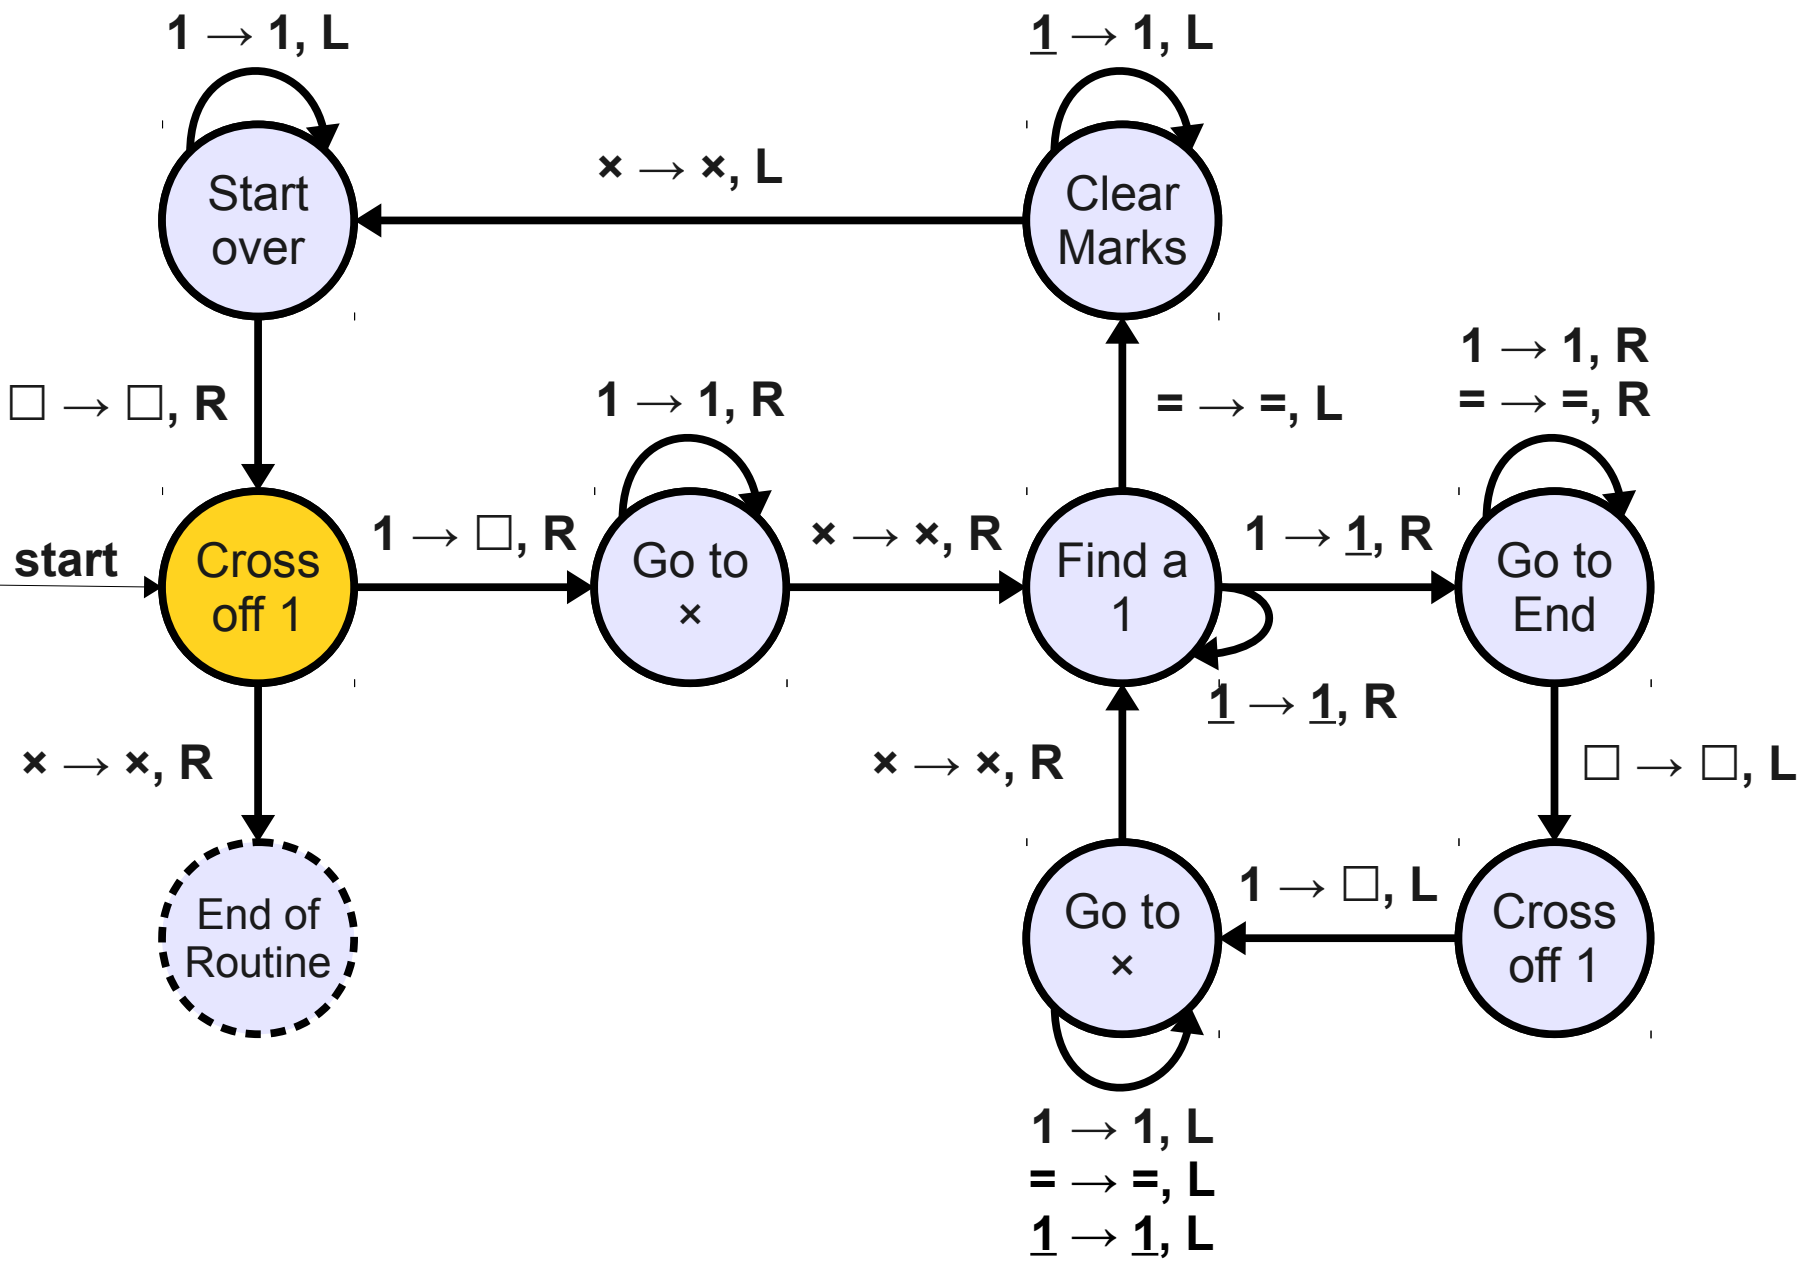 1 → 1, L
<u>1</u> → 1, L
Start
over
× → ×, L
Clear
Marks
□ → □, R
1 → 1, R
= → =, L
1 → 1, R
= → =, R
start
Cross
off 1
1 → □, R
Go to
×
× → ×, R
Find a
1
1 → <u>1</u>, R
Go to
End
<u>1</u> → <u>1</u>, R
× → ×, R
× → ×, R
□ → □, L
End of
Routine
Go to
×
1 → □, L
Cross
off 1
1 → 1, L
= → =, L
<u>1</u> → <u>1</u>, L